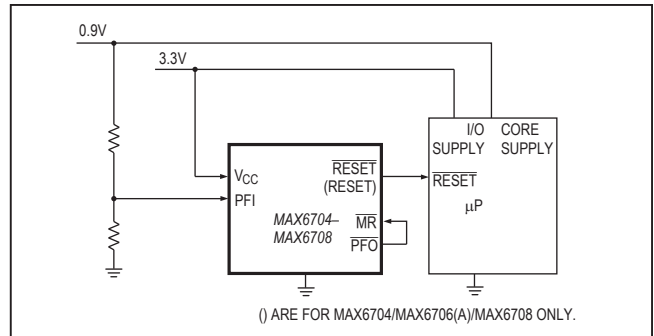 0.9V
3.3V
I/O SUPPLY
CORE SUPPLY
VCC
PFI
RESET
(RESET)
MAX6704–
MAX6708
MR
PFO
RESET
µP
() ARE FOR MAX6704/MAX6706(A)/MAX6708 ONLY.